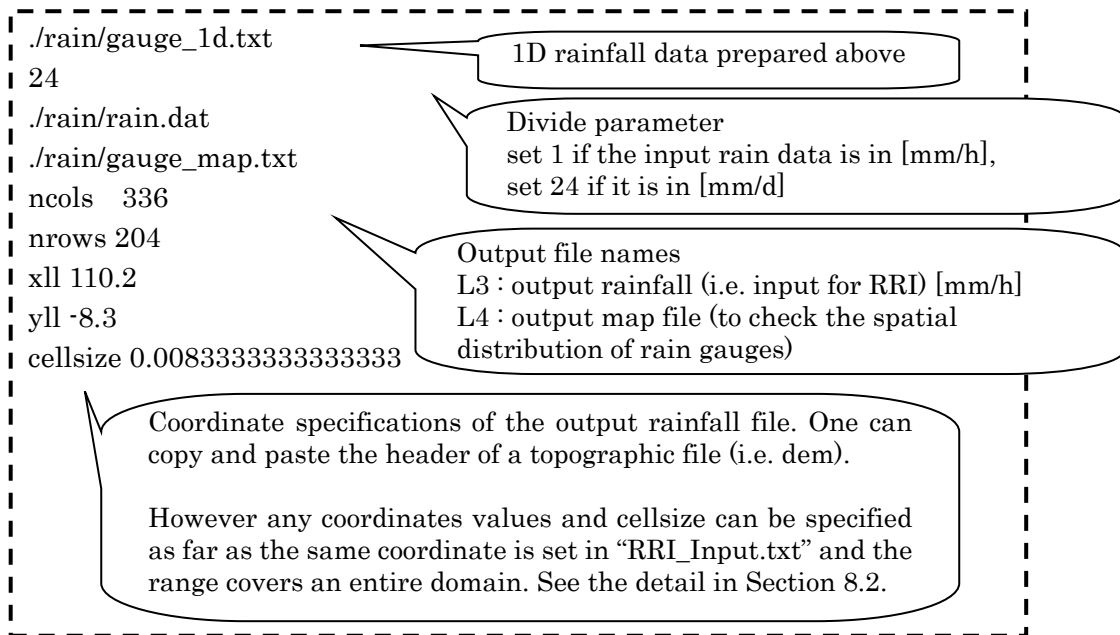 ./rain/gauge_1d.txt
24
./rain/rain.dat
./rain/gauge_map.txt
ncols 336
nrows 204
xll 110.2
yll -8.3
cellsize 0.0083333333333333
1D rainfall data prepared above
Divide parameter
set 1 if the input rain data is in [mm/h],
set 24 if it is in [mm/d]
Output file names
L3 : output rainfall (i.e. input for RRI) [mm/h]
L4 : output map file (to check the spatial
distribution of rain gauges)
Coordinate specifications of the output rainfall file. One can
copy and paste the header of a topographic file (i.e. dem).
However any coordinates values and cellsize can be specified
as far as the same coordinate is set in “RRI_Input.txt” and the
range covers an entire domain. See the detail in Section 8.2.